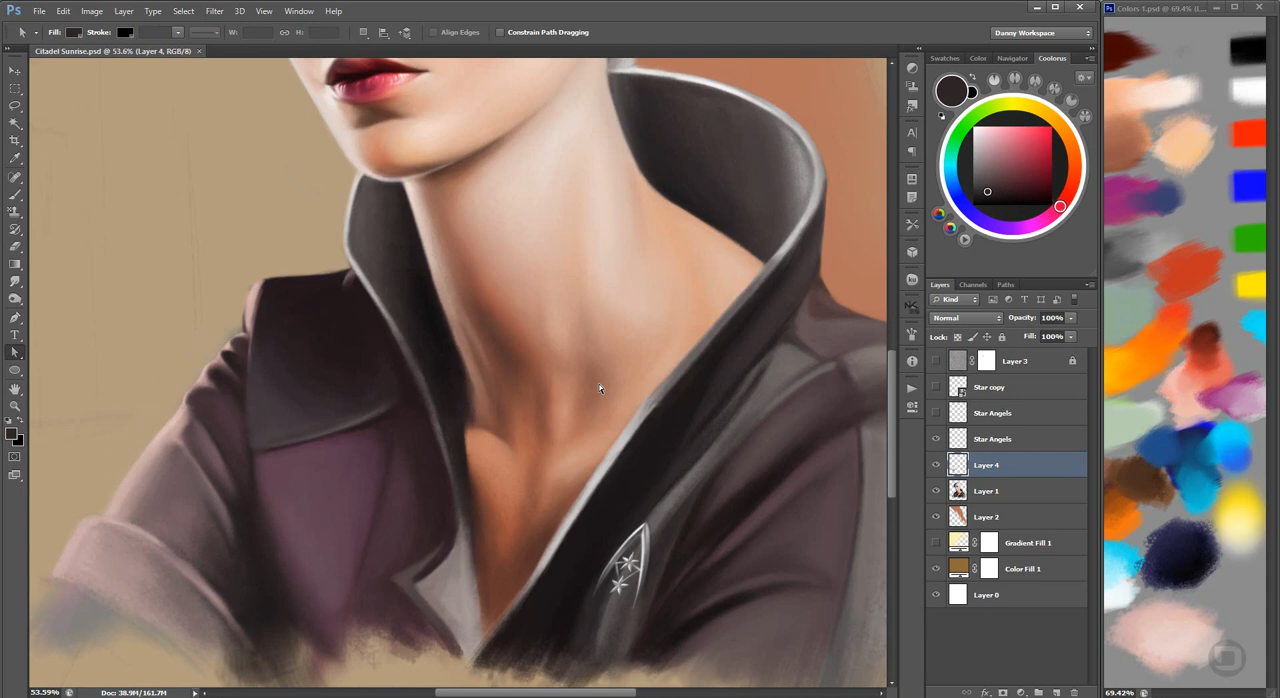 Ps File Edit Image Layer Type Select Filter 3D View Window Help
Ps Colors 1.psd @ 69.4% (L...
Fill: Stroke: W: H: Align Edges Constrain Path Dragging Danny Workspace
Citadel Sunrise.psd @ 53.6% (Layer 4, RGB/8) ×
Swatches Color Navigator Coolorus
Layers Channels Paths
Kind
Normal Opacity: 100%
Lock: Fill: 100%
Layer 3
Star copy
Star Angels
Star Angels
Layer 4
Layer 1
Layer 2
Gradient Fill 1
Color Fill 1
Layer 0
53.59% Doc: 38.9M/161.7M
fx
69.42%